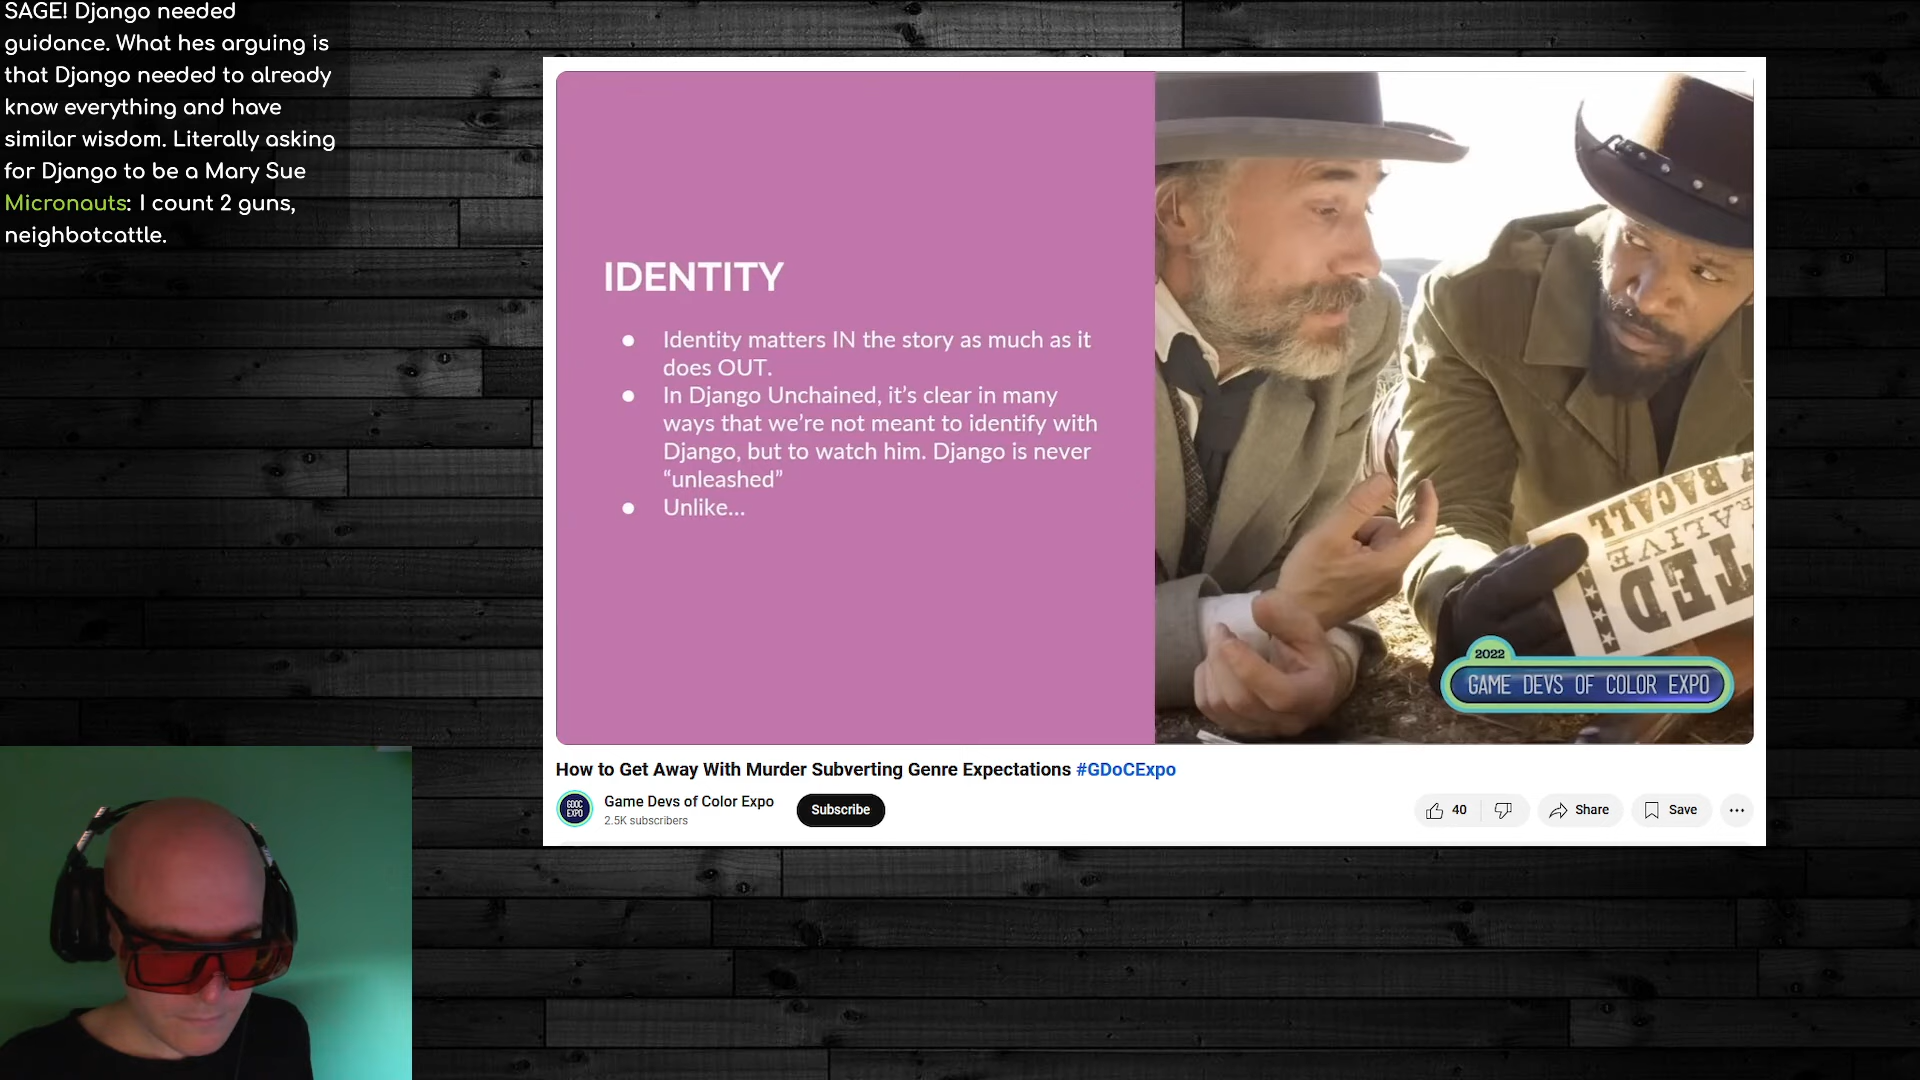 SAGE! Django needed
guidance. What hes arguing is
that Django needed to already
know everything and have
similar wisdom. Literally asking
for Django to be a Mary Sue
Micronauts: I count 2 guns,
neighbotcattle.
IDENTITY
● Identity matters IN the story as much as it
does OUT.
● In Django Unchained, it’s clear in many
ways that we’re not meant to identify with
Django, but to watch him. Django is never
“unleashed”
● Unlike...
BACALL
ALIVE
TED
2022
GAME DEVS OF COLOR EXPO
How to Get Away With Murder Subverting Genre Expectations #GDoCExpo
GDOC
EXPO
Game Devs of Color Expo
2.5K subscribers
Subscribe
40
Share
Save